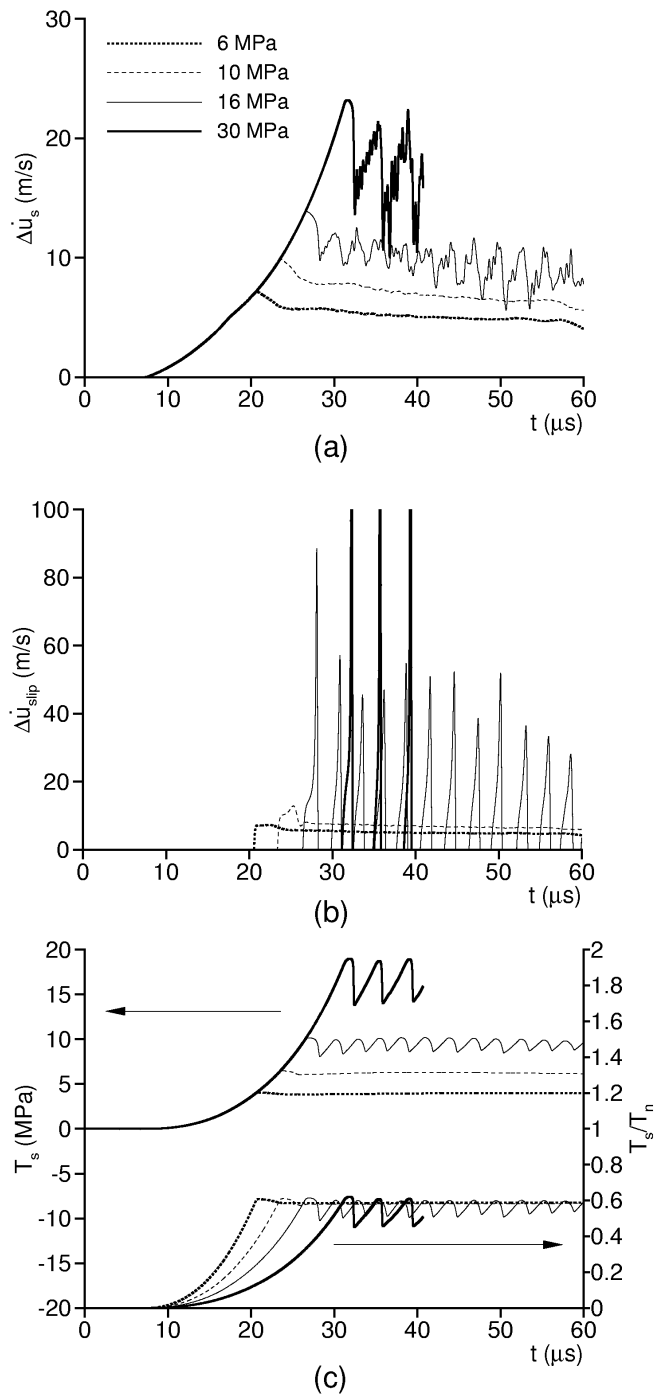 30
6 MPa
10 MPa
16 MPa
30 MPa
20
Δu̇s (m/s)
10
0
0 10 20 30 40 50 60
t (μs)
(a)
100
80
60
Δu̇slip (m/s)
40
20
0
0 10 20 30 40 50 60
t (μs)
(b)
20 2
15 1.8
10 1.6
5 1.4
0 1.2
Ts (MPa) Ts/Tn
-5 1
-10 0.8
-15 0.6
-20 0.4
0.2
0
0 10 20 30 40 50 60
t (μs)
(c)